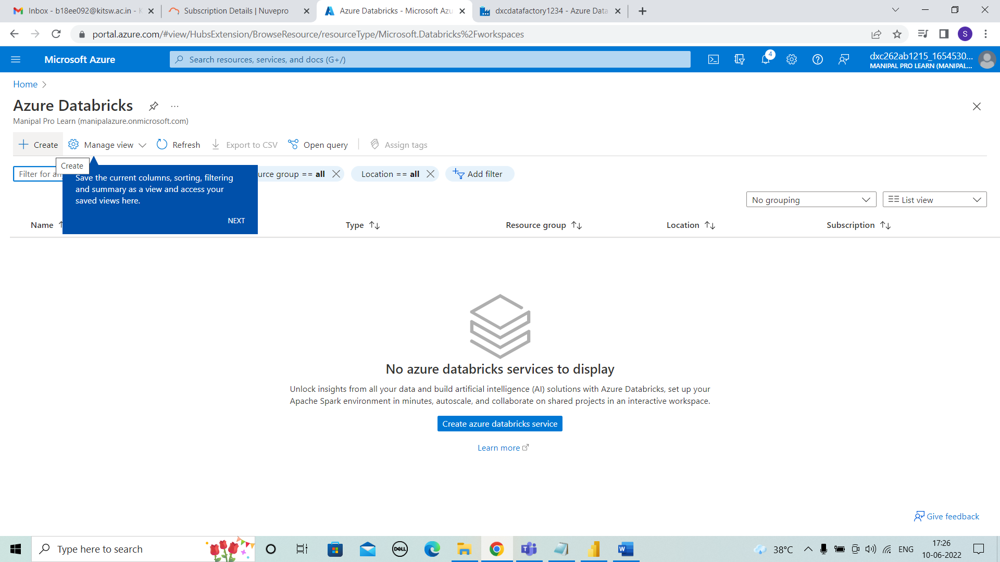 Inbox - b18ee092@kitsw.ac.in - K
Subscription Details | Nuvepro
Azure Databricks - Microsoft Azu
dxcdatafactory1234 - Azure Data
portal.azure.com/#view/HubsExtension/BrowseResource/resourceType/Microsoft.Databricks%2Fworkspaces
S
Microsoft Azure
Search resources, services, and docs (G+/)
4
dxc262ab1215_1654530...
MANIPAL PRO LEARN (MANIPAL...
Home
Azure Databricks
...
Manipal Pro Learn (manipalazure.onmicrosoft.com)
Create
Manage view
Refresh
Export to CSV
Open query
Assign tags
Create
Filter for an
urce group == all
Location == all
Add filter
Save the current columns, sorting, filtering
and summary as a view and access your
saved views here.
NEXT
No grouping
List view
Name ↑
Type ↑↓
Resource group ↑↓
Location ↑↓
Subscription ↑↓
No azure databricks services to display
Unlock insights from all your data and build artificial intelligence (AI) solutions with Azure Databricks, set up your
Apache Spark environment in minutes, autoscale, and collaborate on shared projects in an interactive workspace.
Create azure databricks service
Learn more
Give feedback
Type here to search
DELL
38°C
ENG
17:26
10-06-2022